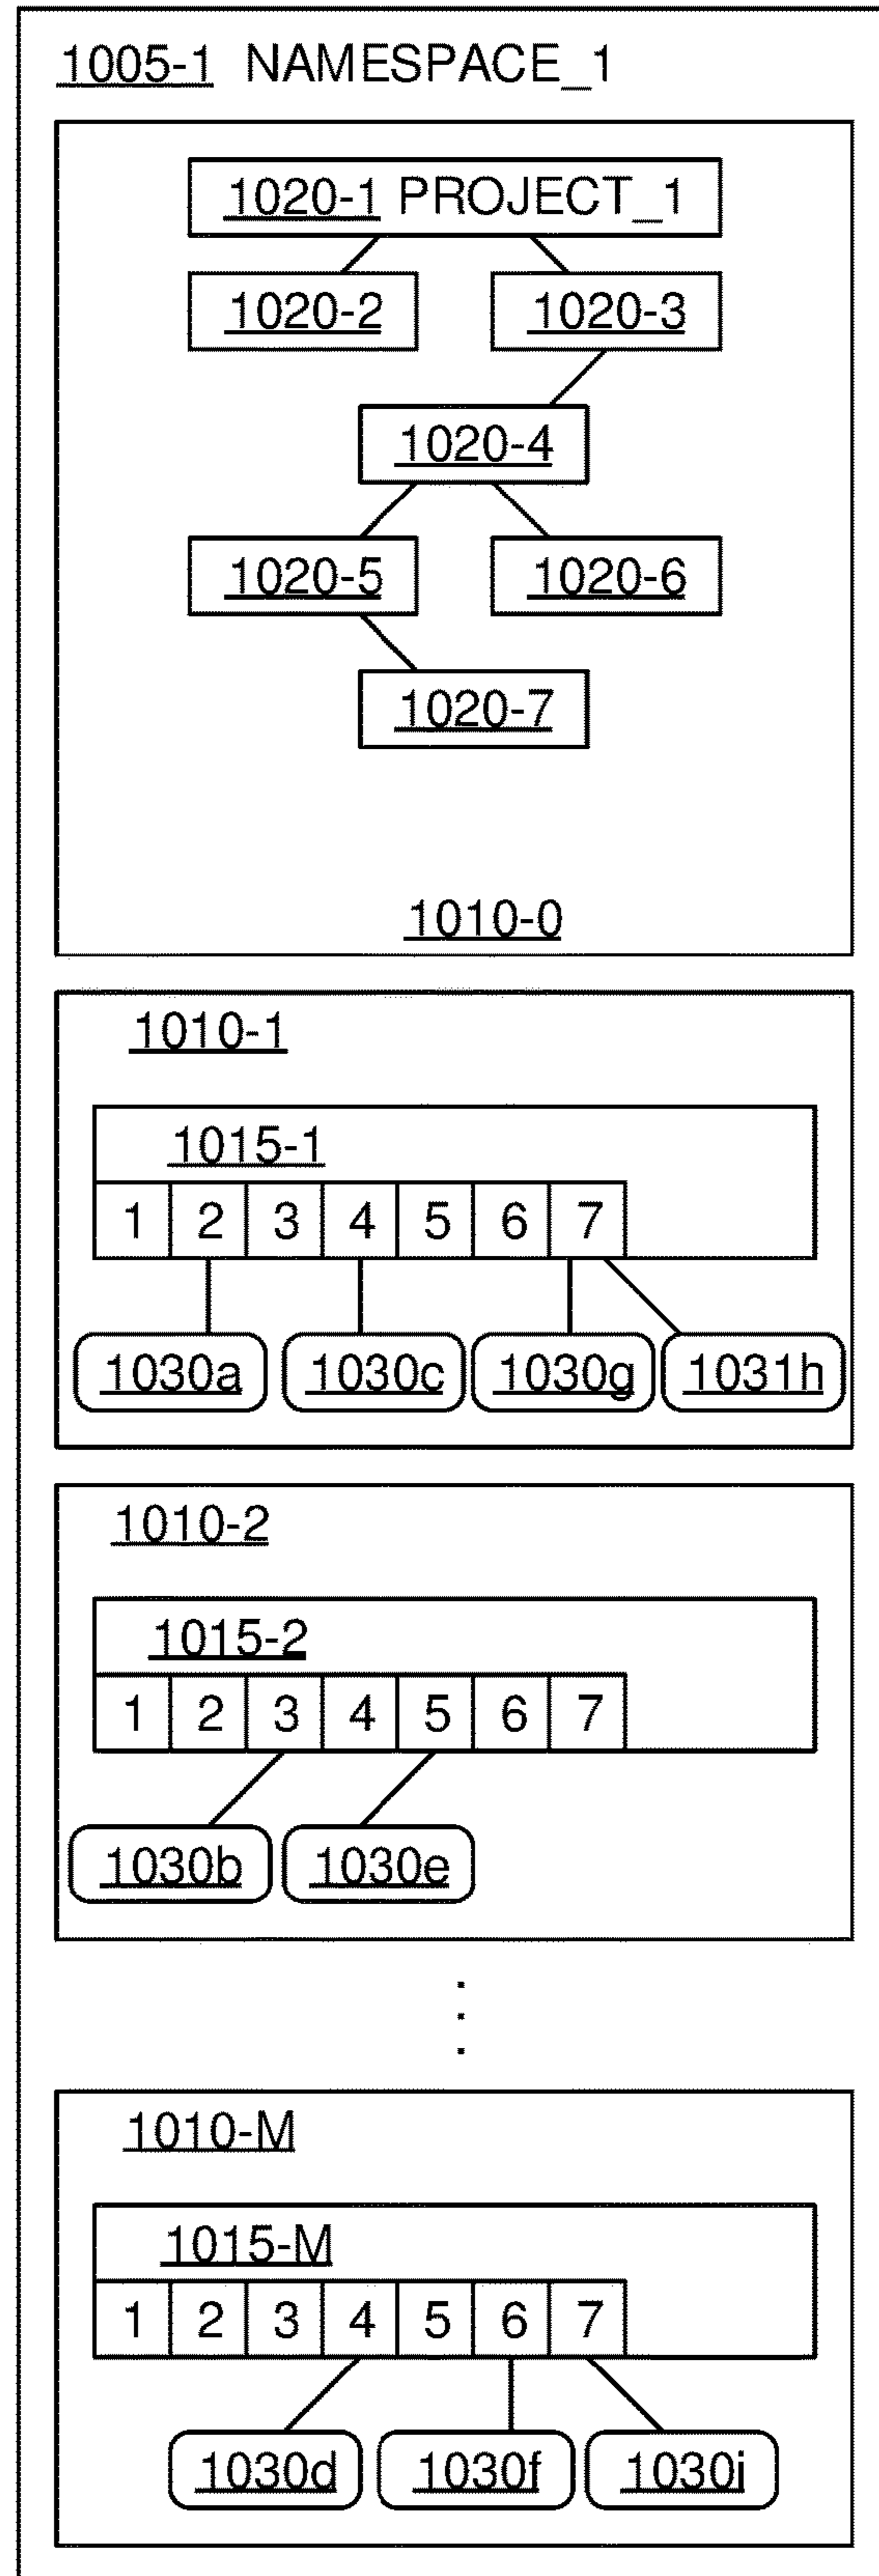 1005-1 NAMESPACE_1
1020-1 PROJECT_1
1020-2 1020-3
1020-4
1020-5 1020-6
1020-7
1010-0
1010-1
1015-1
1 2 3 4 5 6 7
1030a 1030c 1030g 1031h
1010-2
1015-2
1 2 3 4 5 6 7
1030b 1030e
1010-M
1015-M
1 2 3 4 5 6 7
1030d 1030f 1030i